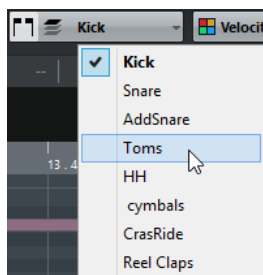 Kick
Velocit
--
Kick
Snare
AddSnare
Toms
13.4
HH
cymbals
CrasRide
Reel Claps